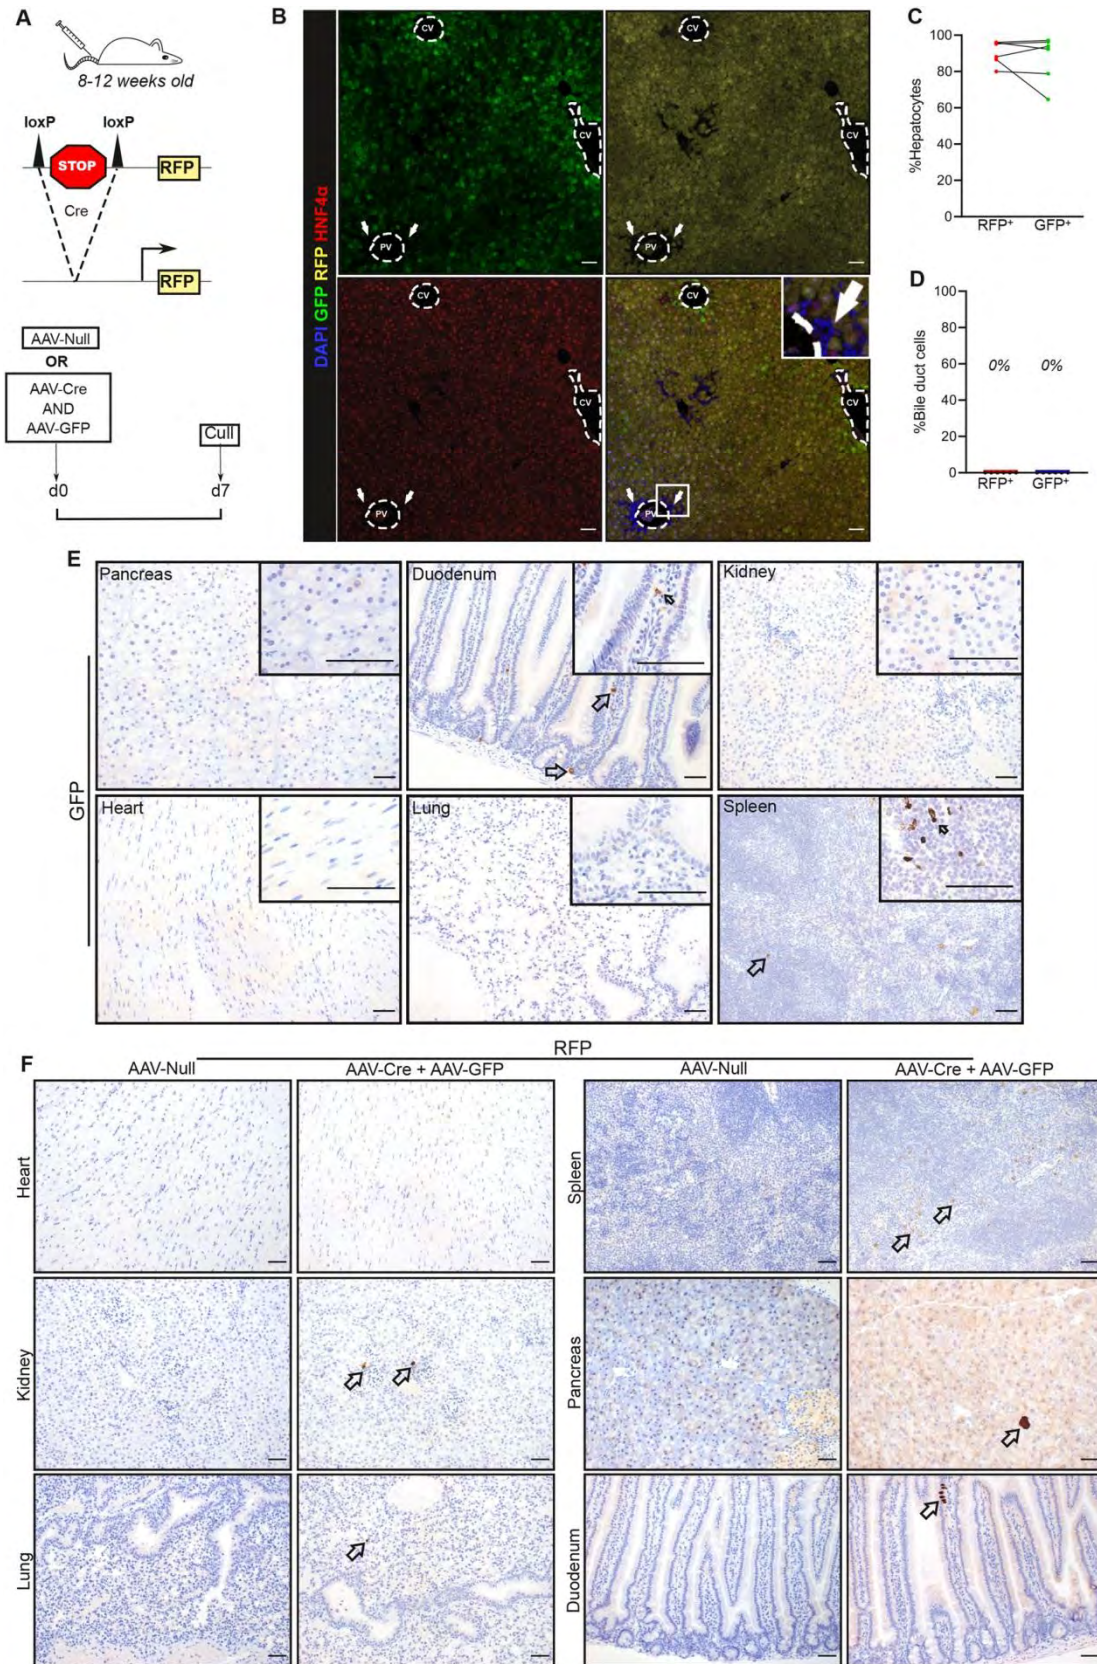 A
8-12 weeks old
loxP
loxP
STOP
RFP
Cre
RFP
AAV-Null
OR
AAV-Cre
AND
AAV-GFP
Cull
d0
d7
B
DAPI GFP RFP HNF4α
CV
CV
PV
CV
CV
PV
CV
CV
PV
CV
CV
PV
C
%Hepatocytes
100
80
60
40
20
0
RFP⁺
GFP⁺
D
%Bile duct cells
100
80
60
40
20
0
0%
0%
RFP⁺
GFP⁺
E
GFP
Pancreas
Duodenum
Kidney
Heart
Lung
Spleen
F
RFP
AAV-Null
AAV-Cre + AAV-GFP
AAV-Null
AAV-Cre + AAV-GFP
Heart
Spleen
Kidney
Pancreas
Lung
Duodenum